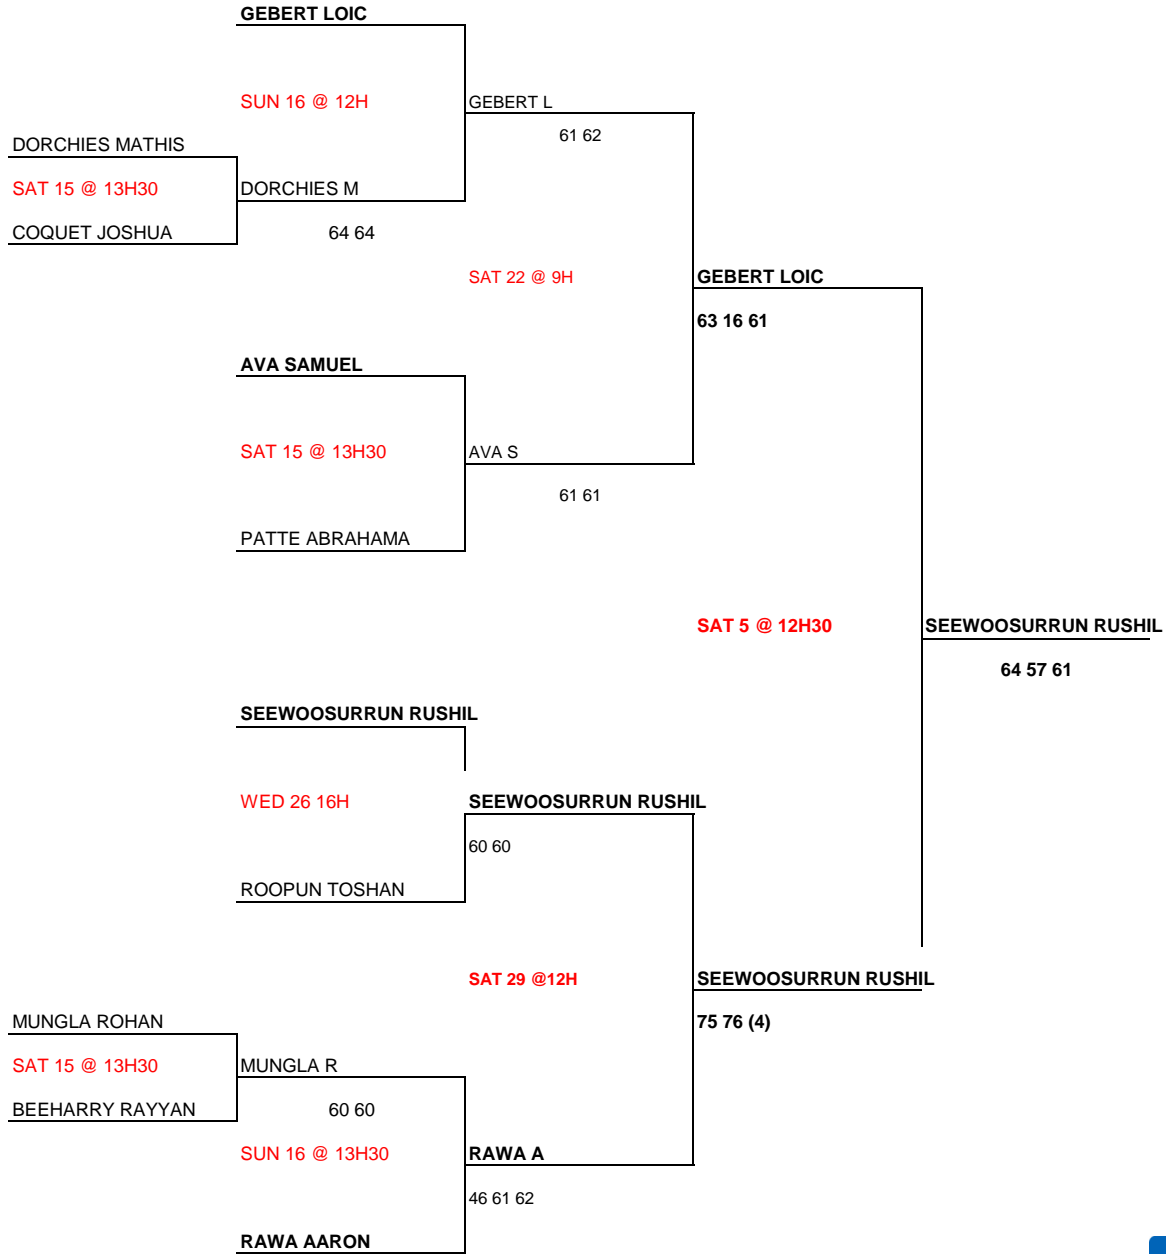 GEBERT LOIC
SUN 16 @ 12H
GEBERT L
61 62
DORCHIES MATHIS
SAT 15 @ 13H30
DORCHIES M
COQUET JOSHUA
64 64
SAT 22 @ 9H
GEBERT LOIC
63 16 61
AVA SAMUEL
SAT 15 @ 13H30
AVA S
61 61
PATTE ABRAHAMA
SAT 5 @ 12H30
SEEWOOSURRUN RUSHIL
64 57 61
SEEWOOSURRUN RUSHIL
WED 26 16H
SEEWOOSURRUN RUSHIL
60 60
ROOPUN TOSHAN
SAT 29 @12H
SEEWOOSURRUN RUSHIL
75 76 (4)
MUNGLA ROHAN
SAT 15 @ 13H30
MUNGLA R
BEEHARRY RAYYAN
60 60
SUN 16 @ 13H30
RAWA A
46 61 62
RAWA AARON